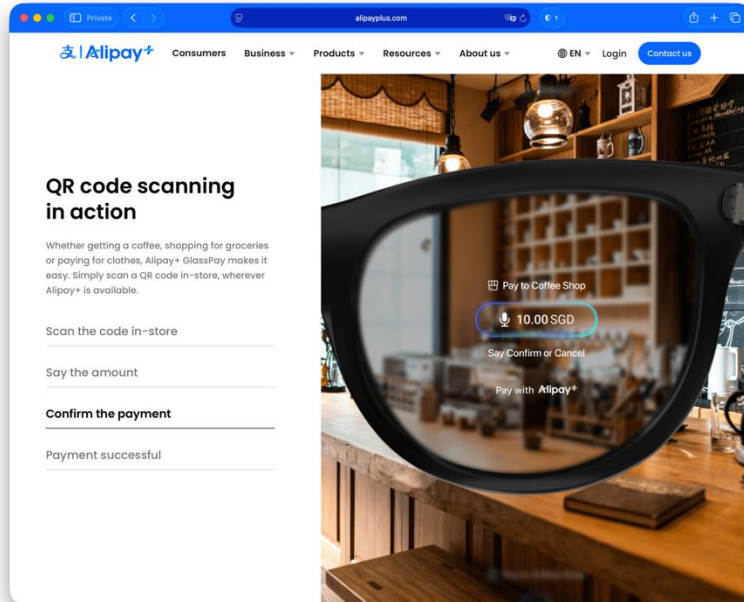 Private
alipayplus.com
1
支 | Alipay+
Consumers
Business
Products
Resources
About us
EN
Login
Contact us
QR code scanning
in action
Whether getting a coffee, shopping for groceries
or paying for clothes, Alipay+ GlassPay makes it
easy. Simply scan a QR code in-store, wherever
Alipay+ is available.
Scan the code in-store
Say the amount
Confirm the payment
Payment successful
Pay to Coffee Shop
10.00 SGD
Say Confirm or Cancel
Pay with Alipay+